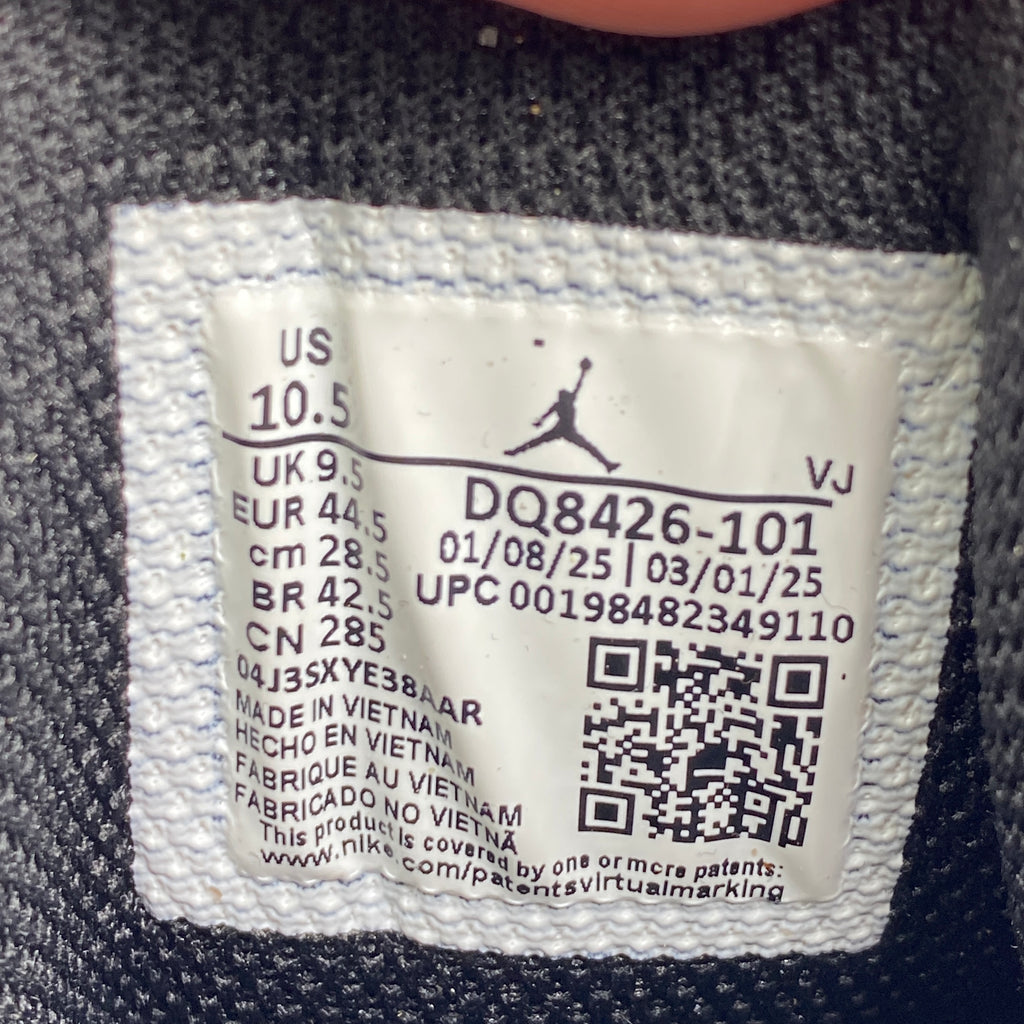 US
10.5
VJ
UK 9.5
EUR 44.5
cm 28.5
BR 42.5
CN 285
DQ8426-101
01/08/25 | 03/01/25
UPC 00198482349110
04J3SXYE38AAR
MADE IN VIETNAM
HECHO EN VIETNAM
FABRIQUE AU VIETNAM
FABRICADO NO VIETNÃ
This product is covered by one or more patents:
www.nike.com/patentsvirtualmarking